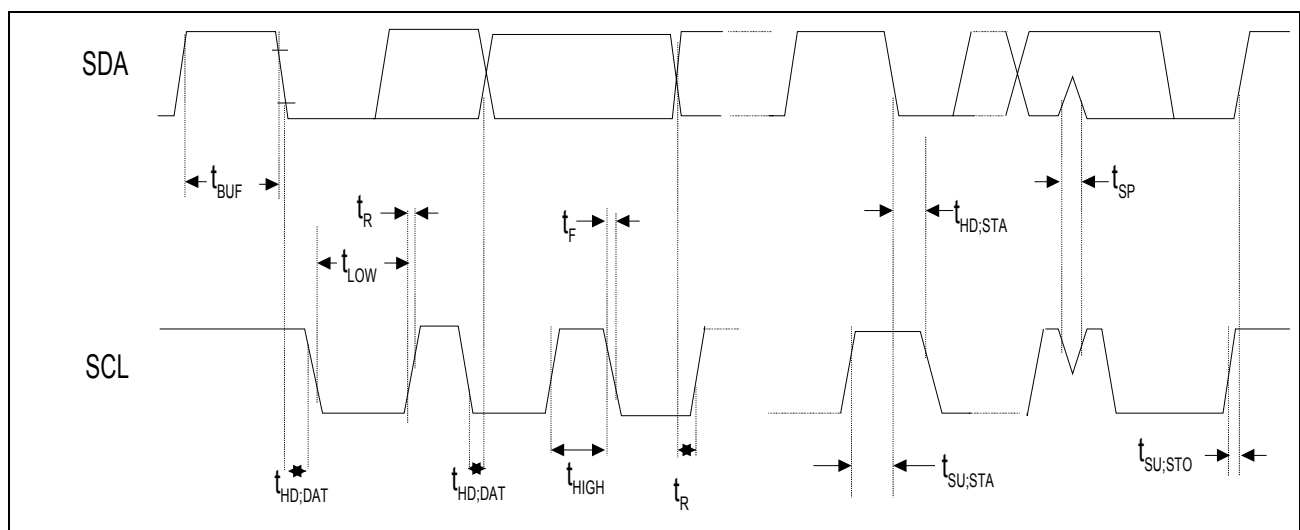 SDA
tBUF
tR
tF
tSP
tHD;STA
tLOW
SCL
tHD;DAT
tHD;DAT
tHIGH
tR
tSU;STA
tSU;STO